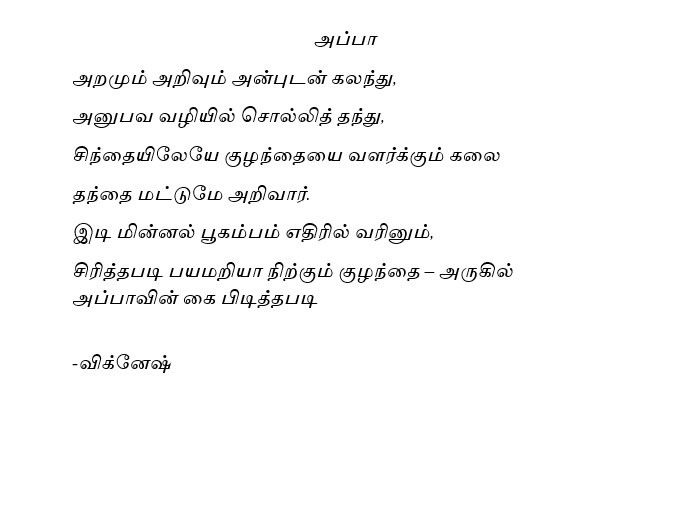 அப்பா
அறமும் அறிவும் அன்புடன் கலந்து,
அனுபவ வழியில் சொல்லித் தந்து,
சிந்தையிலேயே குழந்தையை வளர்க்கும் கலை
தந்தை மட்டுமே அறிவார்.
இடி மின்னல் பூகம்பம் எதிரில் வரினும்,
சிரித்தபடி பயமறியா நிற்கும் குழந்தை – அருகில்
அப்பாவின் கை பிடித்தபடி
-விக்னேஷ்